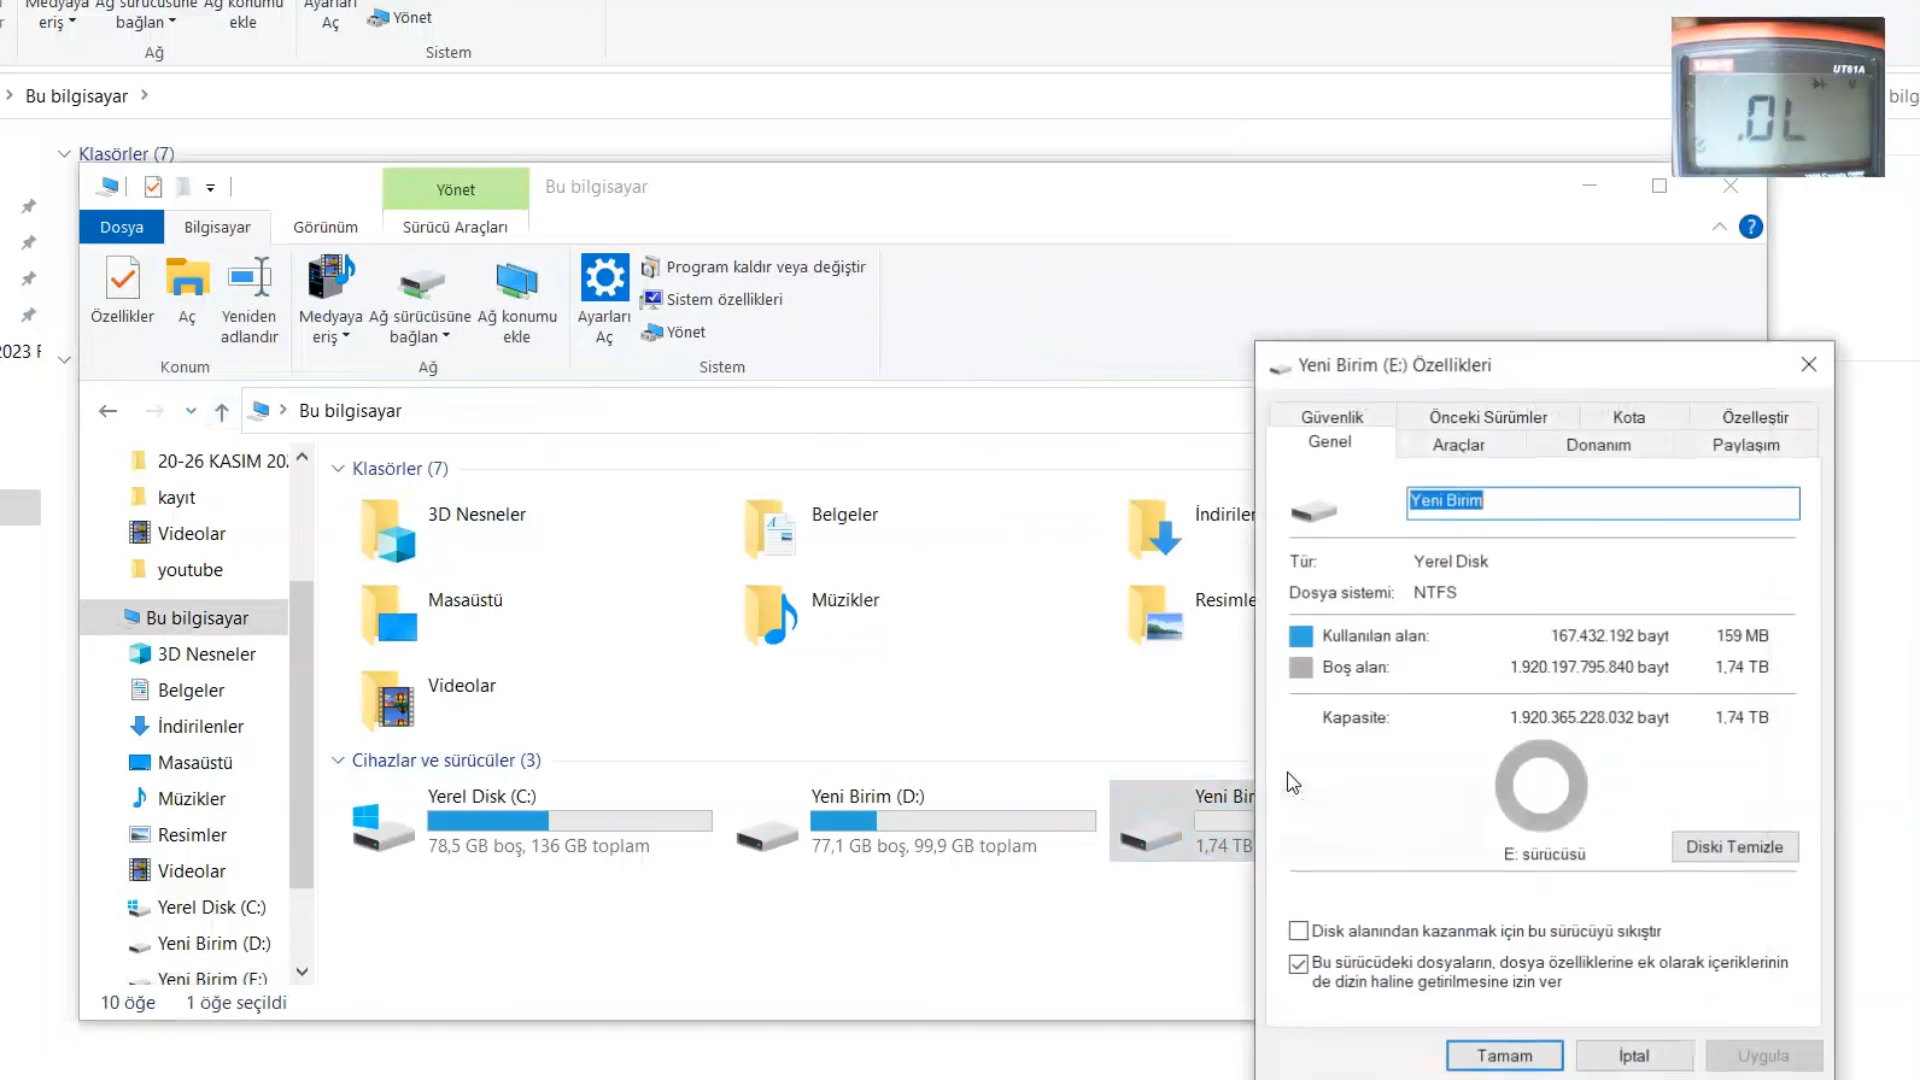 Medyaya Ağ sürücüsüne Ağ konumu
eriş bağlan ekle
Ayarları
Aç
Yönet
Ağ
Sistem
UT61A
.OL
Bu bilgisayar
bilg
Klasörler (7)
Yönet
Bu bilgisayar
Dosya
Bilgisayar
Görünüm
Sürücü Araçları
Özellikler
Aç
Yeniden
adlandır
Medyaya
eriş
Ağ sürücüsüne
bağlan
Ağ konumu
ekle
Ayarları
Aç
Program kaldır veya değiştir
Sistem özellikleri
Yönet
Konum
Ağ
Sistem
2023 F
Bu bilgisayar
20-26 KASIM 202
kayıt
Videolar
youtube
Bu bilgisayar
3D Nesneler
Belgeler
İndirilenler
Masaüstü
Müzikler
Resimler
Videolar
Yerel Disk (C:)
Yeni Birim (D:)
Yeni Birim (E:)
Klasörler (7)
3D Nesneler
Belgeler
İndirilen
Masaüstü
Müzikler
Resimle
Videolar
Cihazlar ve sürücüler (3)
Yerel Disk (C:)
78,5 GB boş, 136 GB toplam
Yeni Birim (D:)
77,1 GB boş, 99,9 GB toplam
Yeni Bir
1,74 TB
10 öğe
1 öğe seçildi
Yeni Birim (E:) Özellikleri
Güvenlik
Önceki Sürümler
Kota
Özelleştir
Genel
Araçlar
Donanım
Paylaşım
Yeni Birim
Tür: Yerel Disk
Dosya sistemi: NTFS
Kullanılan alan: 167.432.192 bayt 159 MB
Boş alan: 1.920.197.795.840 bayt 1,74 TB
Kapasite: 1.920.365.228.032 bayt 1,74 TB
E: sürücüsü
Diski Temizle
Disk alanından kazanmak için bu sürücüyü sıkıştır
Bu sürücüdeki dosyaların, dosya özelliklerine ek olarak içeriklerinin
de dizin haline getirilmesine izin ver
Tamam
İptal
Uygula